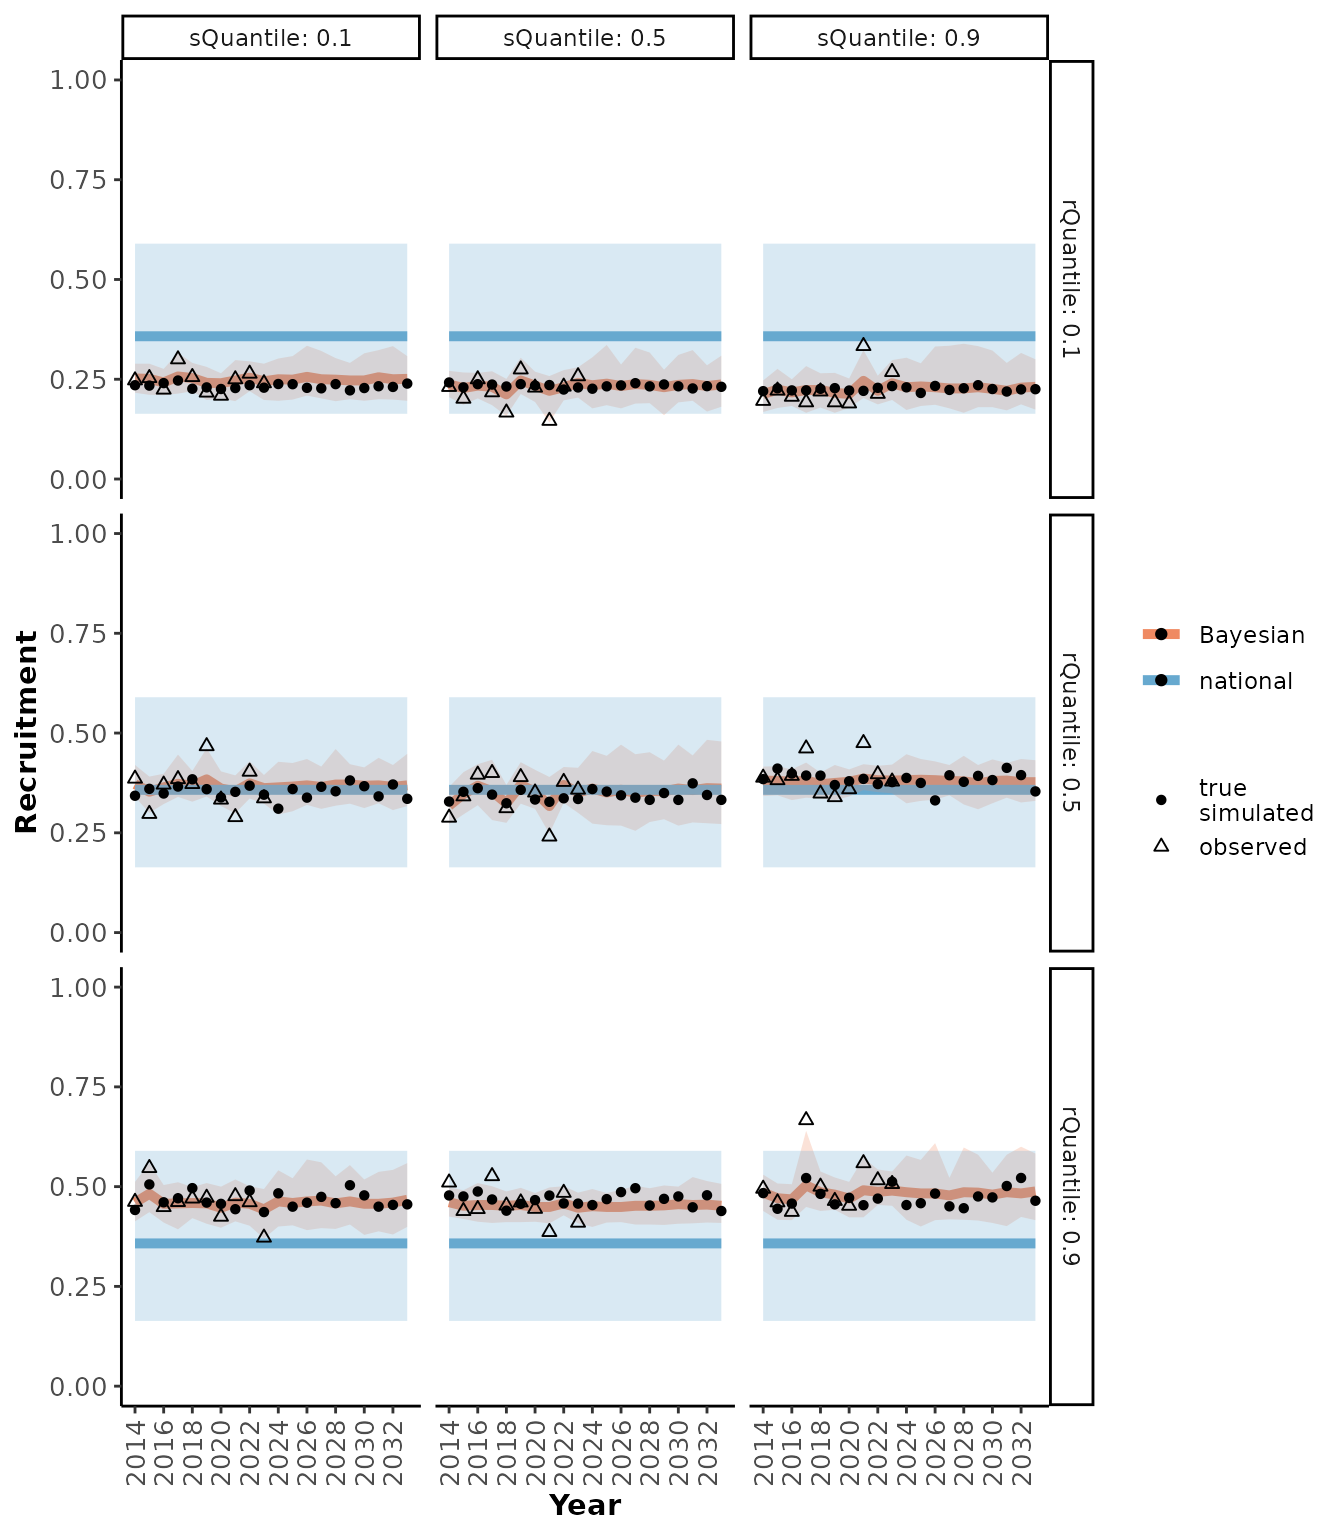 sQuantile: 0.1
sQuantile: 0.5
sQuantile: 0.9
1.00
0.75
0.50
0.25
0.00
rQuantile: 0.1
1.00
0.75
0.50
0.25
0.00
rQuantile: 0.5
1.00
0.75
0.50
0.25
0.00
rQuantile: 0.9
Recruitment
2014 2016 2018 2020 2022 2024 2026 2028 2030 2032
2014 2016 2018 2020 2022 2024 2026 2028 2030 2032
2014 2016 2018 2020 2022 2024 2026 2028 2030 2032
Year
Bayesian
national
true
simulated
observed